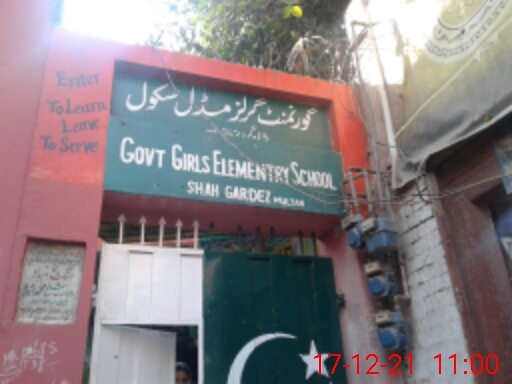 Enter
To Learn
Leave
To Serve
گورنمنٹ گرلز مڈل سکول
GOVT GIRLS ELEMENTRY SCHOOL
SHAH GARDEZ MULTAN
17-12-21 11:00